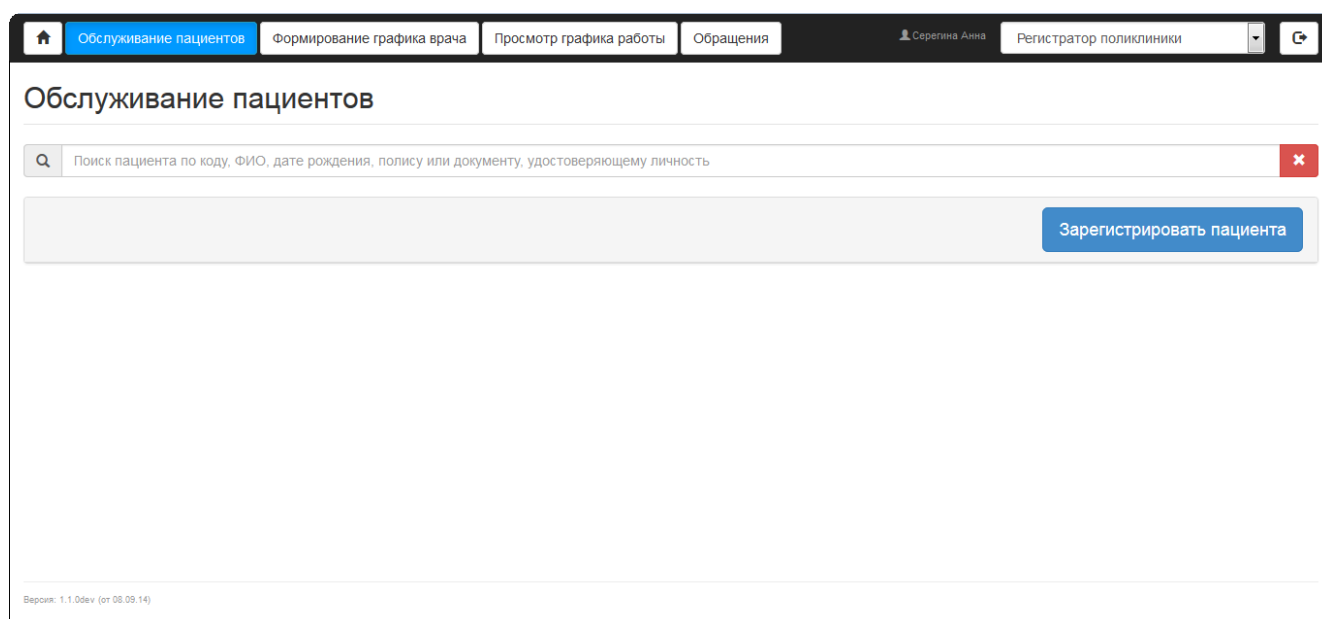 Обслуживание пациентов Формирование графика врача Просмотр графика работы Обращения Серегина Анна Регистратор поликлиники
Обслуживание пациентов
Поиск пациента по коду, ФИО, дате рождения, полису или документу, удостоверяющему личность
Зарегистрировать пациента
Версия: 1.1.0dev (от 08.09.14)